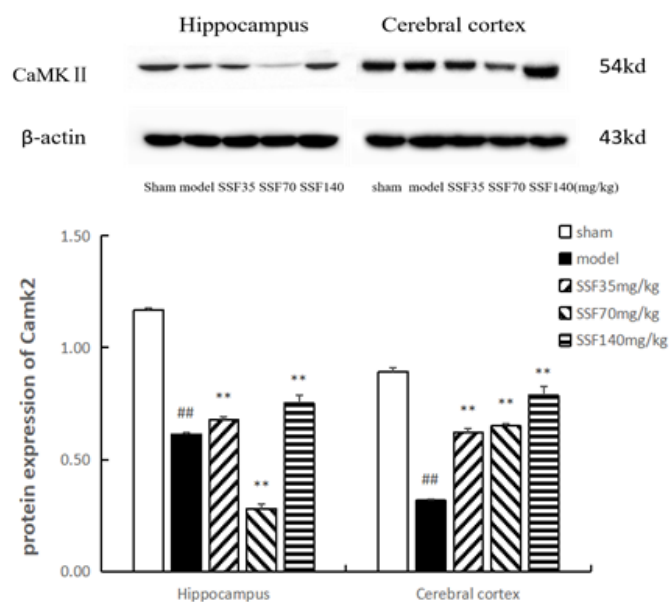 Hippocampus Cerebral cortex
CaMK Ⅱ 54kd
β-actin 43kd
Sham model SSF35 SSF70 SSF140 sham model SSF35 SSF70 SSF140(mg/kg)
protein expression of Camk2
1.50
1.00
0.50
0.00
sham
model
SSF35mg/kg
SSF70mg/kg
SSF140mg/kg
##
**
**
**
##
**
**
**
Hippocampus Cerebral cortex